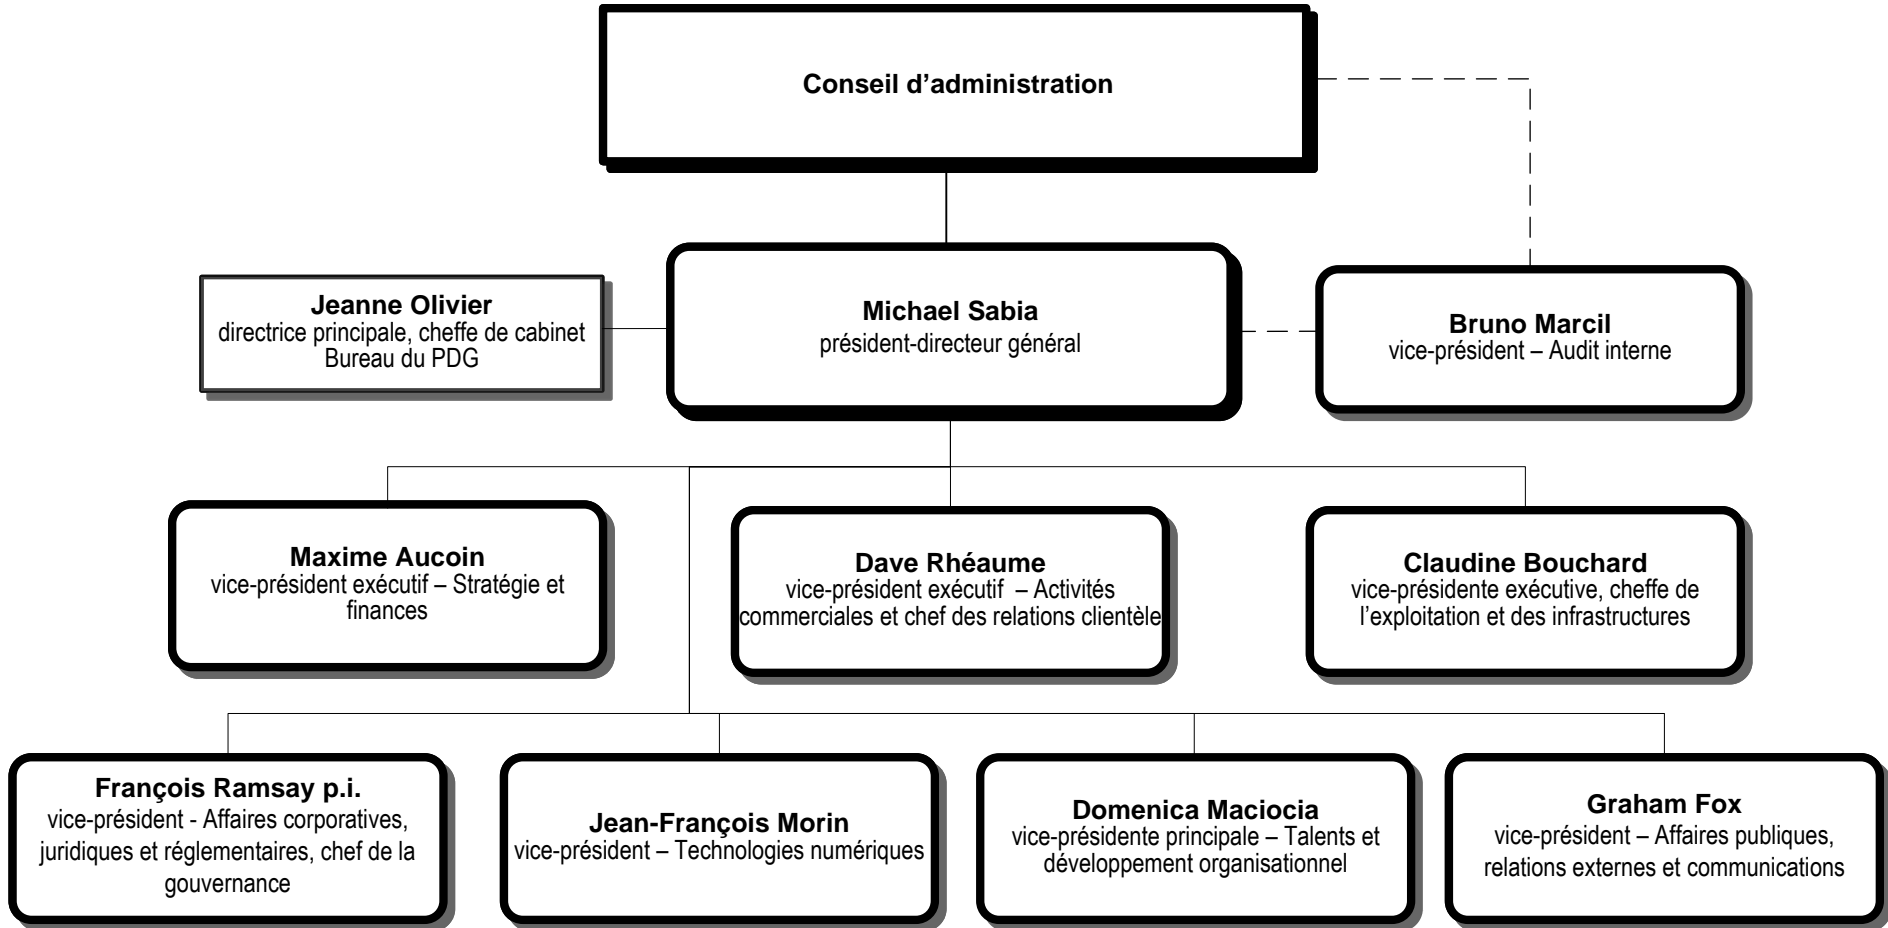 Conseil d’administration
Jeanne Olivier
directrice principale, cheffe de cabinet
Bureau du PDG
Michael Sabia
président-directeur général
Bruno Marcil
vice-président – Audit interne
Maxime Aucoin
vice-président exécutif – Stratégie et
finances
Dave Rhéaume
vice-président exécutif – Activités
commerciales et chef des relations clientèle
Claudine Bouchard
vice-présidente exécutive, cheffe de
l’exploitation et des infrastructures
François Ramsay p.i.
vice-président - Affaires corporatives,
juridiques et réglementaires, chef de la
gouvernance
Jean-François Morin
vice-président – Technologies numériques
Domenica Maciocia
vice-présidente principale – Talents et
développement organisationnel
Graham Fox
vice-président – Affaires publiques,
relations externes et communications